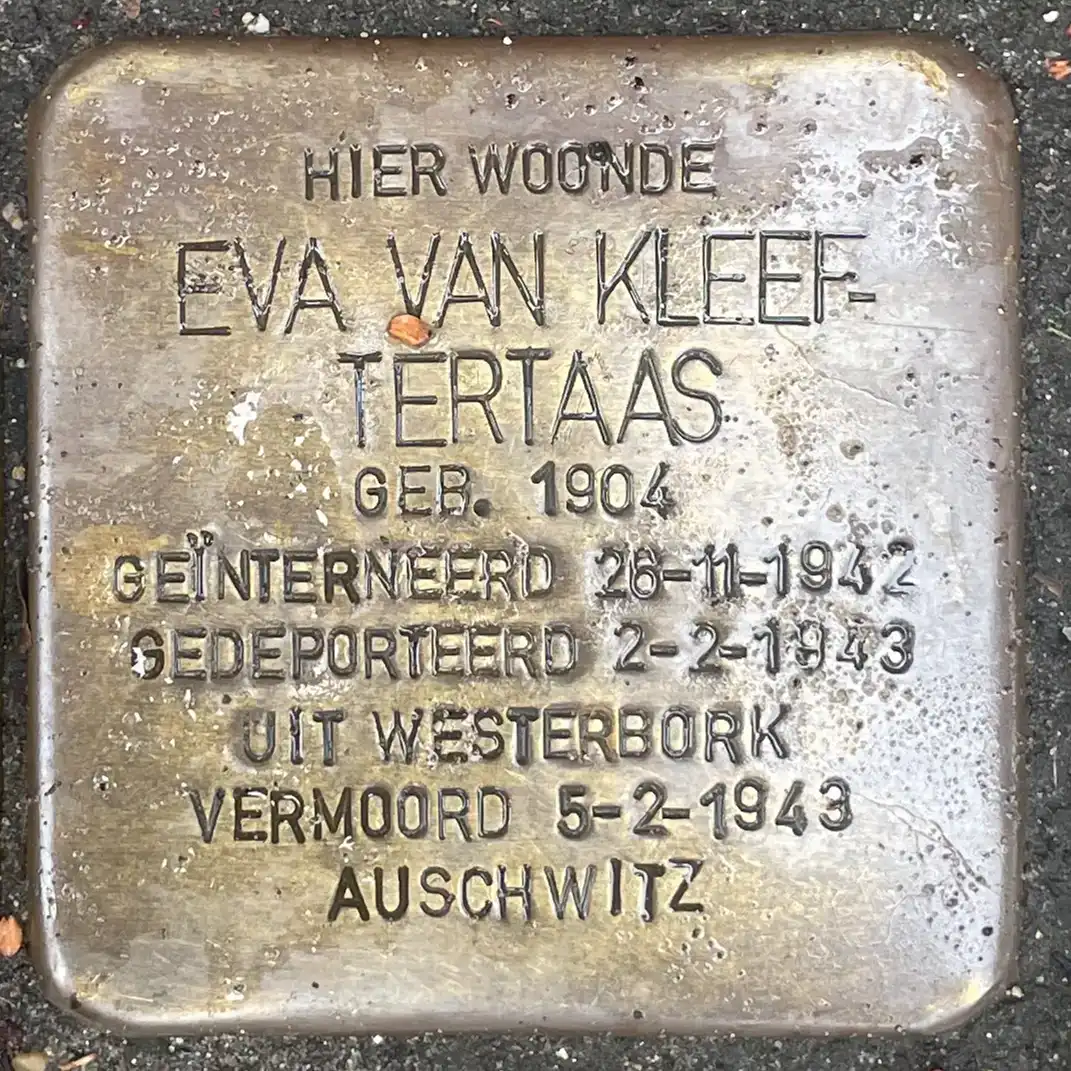 HIER WOONDE
EVA VAN KLEEF-
TERTAAS
GEB. 1904
GEÏNTERNEERD 26-11-1942
GEDEPORTEERD 2-2-1943
UIT WESTERBORK
VERMOORD 5-2-1943
AUSCHWITZ